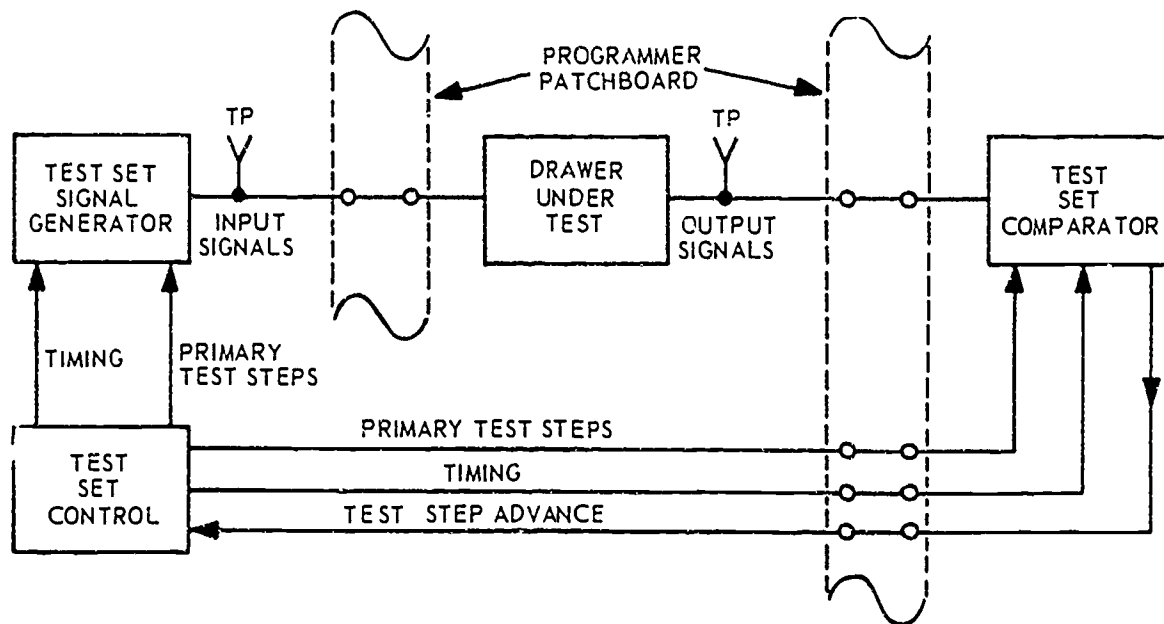 PROGRAMMER
PATCHBOARD
TP
TP
TEST SET
SIGNAL
GENERATOR
INPUT
SIGNALS
DRAWER
UNDER
TEST
OUTPUT
SIGNALS
TEST
SET
COMPARATOR
TIMING
PRIMARY
TEST STEPS
TEST
SET
CONTROL
PRIMARY TEST STEPS
TIMING
TEST STEP ADVANCE